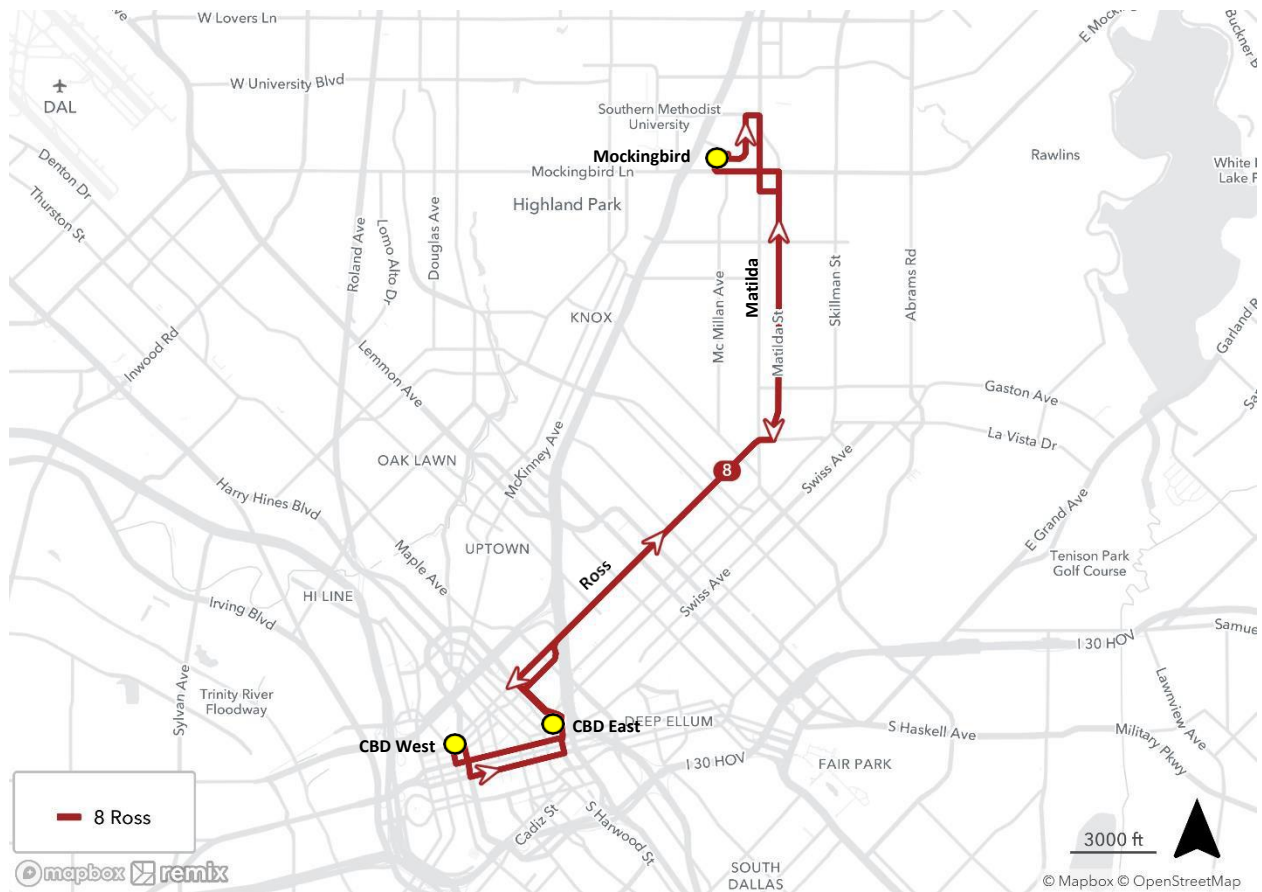 W Lovers Ln
E Mocking
Buckner B
W University Blvd
DAL
Southern Methodist
University
Mockingbird
Mockingbird Ln
Denton Dr
Thurston St
Rawlins
White
Lake
Highland Park
Lomo Alto Dr
Douglas Ave
Roland Ave
Matilda
Mc Millan Ave
Matilda St
Skillman St
Abrams Rd
Garland R
KNOX
Inwood Rd
Lemmon Ave
Gaston Ave
La Vista Dr
McKinney Ave
OAK LAWN
8
Swiss Ave
Harry Hines Blvd
E Grand Ave
UPTOWN
Maple Ave
Ross
Tenison Park
Golf Course
HI LINE
Swiss Ave
Irving Blvd
I 30 HOV
Samue
Sylvan Ave
Trinity River
Floodway
Lawnview Ave
CBD East
DEEP ELLUM
CBD West
S Haskell Ave
Military Pkwy
I 30 HOV
FAIR PARK
8 Ross
Cadiz St
S Harwood St
3000 ft
SOUTH
DALLAS
mapbox remix
© Mapbox © OpenStreetMap